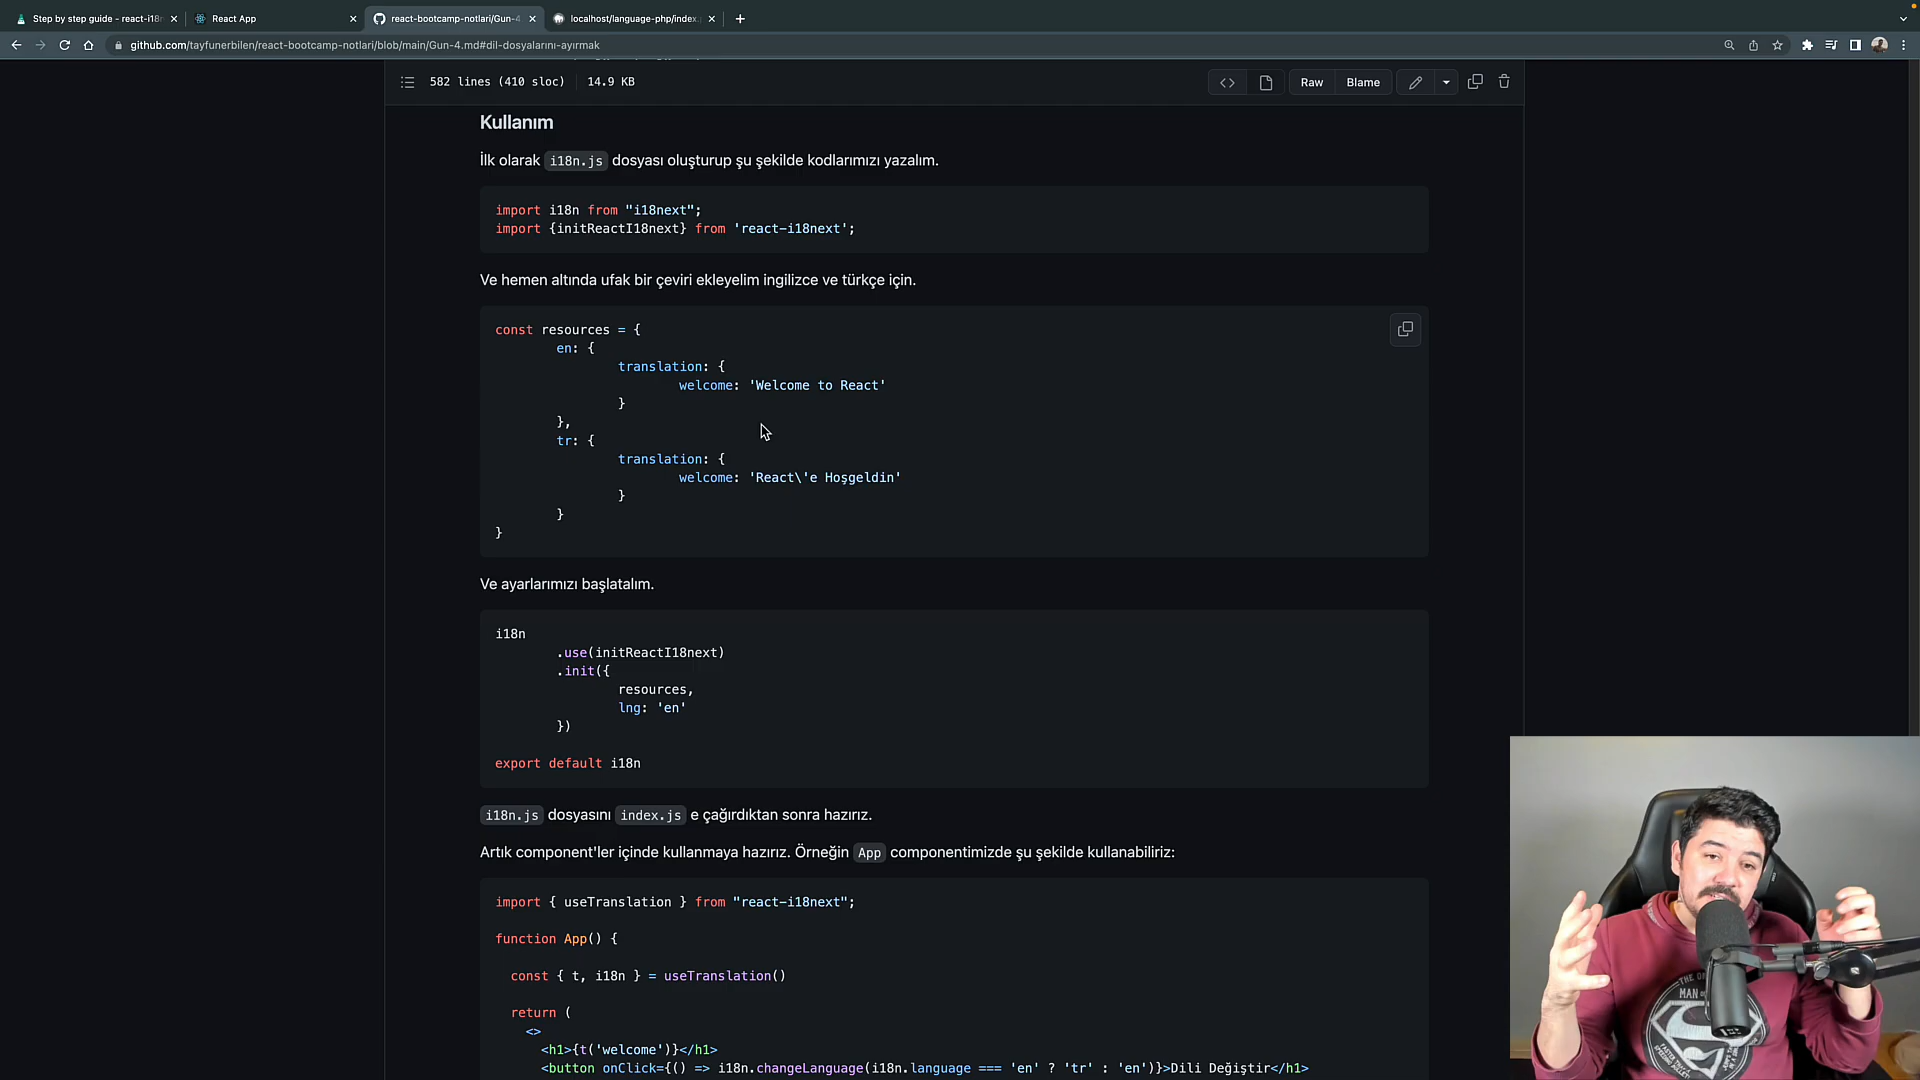 Step by step guide - react-i18n
React App
react-bootcamp-notlari/Gun-4
localhost/language-php/index.
github.com/tayfunerbilen/react-bootcamp-notlari/blob/main/Gun-4.md#dil-dosyalarını-ayırmak
582 lines (410 sloc)
14.9 KB
Raw
Blame
Kullanım
İlk olarak i18n.js dosyası oluşturup şu şekilde kodlarımızı yazalım.
import i18n from "i18next";
import {initReactI18next} from 'react-i18next';
Ve hemen altında ufak bir çeviri ekleyelim ingilizce ve türkçe için.
const resources = {
en: {
translation: {
welcome: 'Welcome to React'
}
},
tr: {
translation: {
welcome: 'React\'e Hoşgeldin'
}
}
}
Ve ayarlarımızı başlatalım.
i18n
.use(initReactI18next)
.init({
resources,
lng: 'en'
})
export default i18n
i18n.js dosyasını index.js e çağırdıktan sonra hazırız.
Artık component'ler içinde kullanmaya hazırız. Örneğin App componentimizde şu şekilde kullanabiliriz:
import { useTranslation } from "react-i18next";
function App() {
const { t, i18n } = useTranslation()
return (
<>
<h1>{t('welcome')}</h1>
<button onClick={() => i18n.changeLanguage(i18n.language === 'en' ? 'tr' : 'en')}>Dili Değiştir</h1>
MAN OF